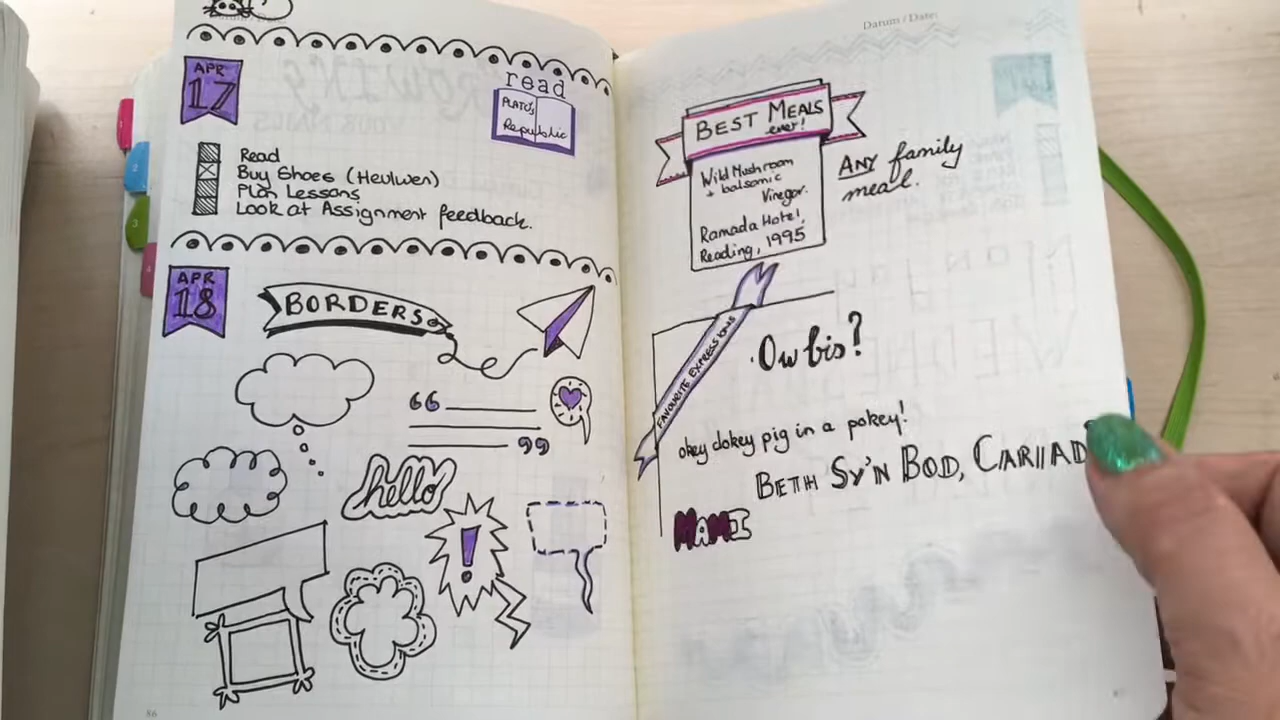 APR
17
read
PLATO'S
Republic
Read
Buy Shoes (Heulwen)
Plan Lessons
Look at Assignment feedback.
APR
18
BORDERS
hello
!
86
Datum / Date:
BEST MEALS
ever!
Wild Mushroom
+ balsamic
Vinegar.
Ramada Hotel,
Reading, 1995
ANY family
meal.
FAVOURITE EXPRESSIONS
Ow bis?
okey dokey pig in a pokey!
BETH SY'N BOD, CARIAD
MAMI